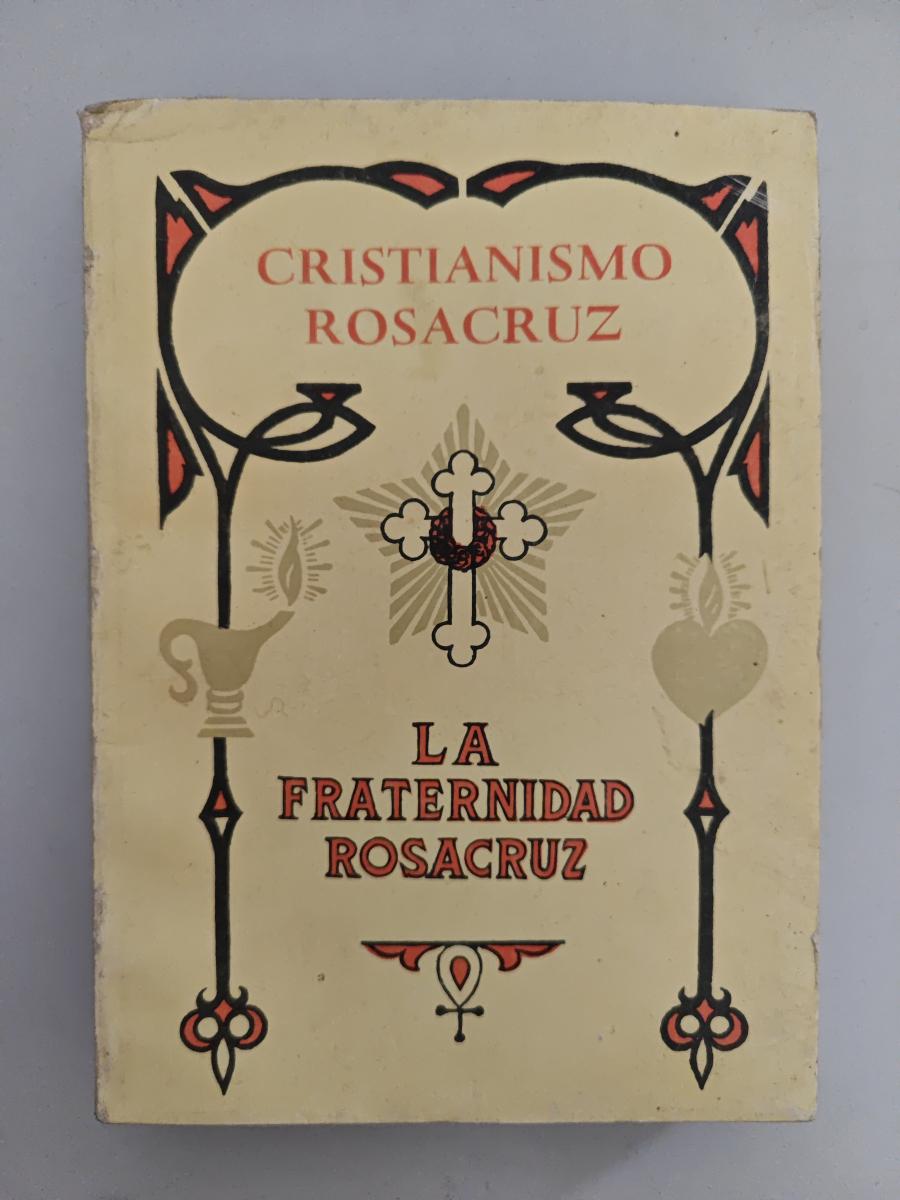 CRISTIANISMO
ROSACRUZ
LA
FRATERNIDAD
ROSACRUZ